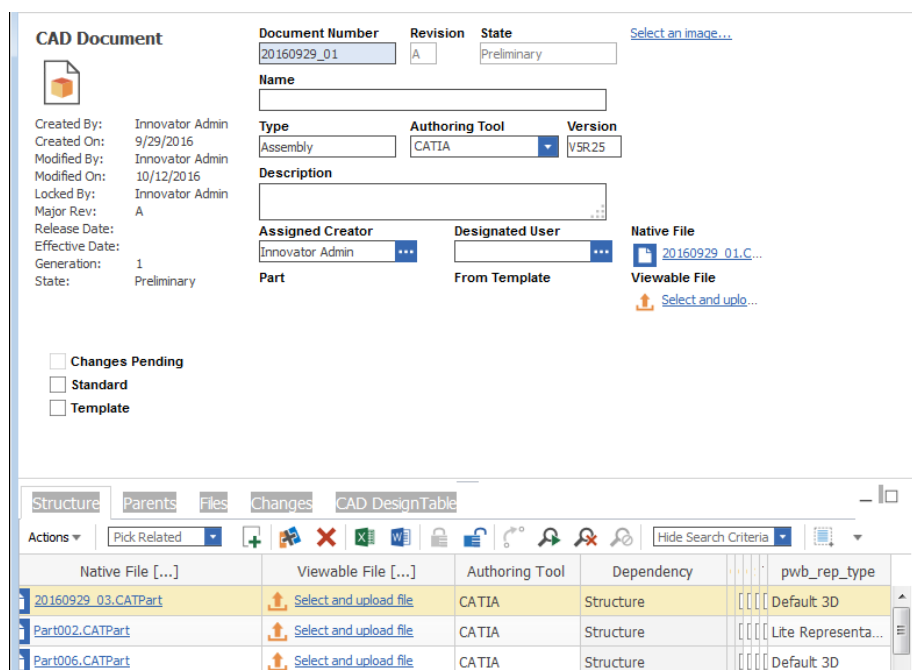 CAD Document
Document Number Revision State Select an image...
20160929_01 A Preliminary
Name
Created By: Innovator Admin
Created On: 9/29/2016
Modified By: Innovator Admin
Modified On: 10/12/2016
Locked By: Innovator Admin
Major Rev: A
Release Date:
Effective Date:
Generation: 1
State: Preliminary
Type Authoring Tool Version
Assembly CATIA V5R25
Description
Assigned Creator Designated User Native File
Innovator Admin 20160929_01.C...
Part From Template Viewable File
Select and uplo...
Changes Pending
Standard
Template
Structure Parents Files Changes CAD DesignTable
Actions Pick Related Hide Search Criteria
Native File [...] Viewable File [...] Authoring Tool Dependency pwb_rep_type
20160929_03.CATPart Select and upload file CATIA Structure Default 3D
Part002.CATPart Select and upload file CATIA Structure Lite Representa...
Part006.CATPart Select and upload file CATIA Structure Default 3D